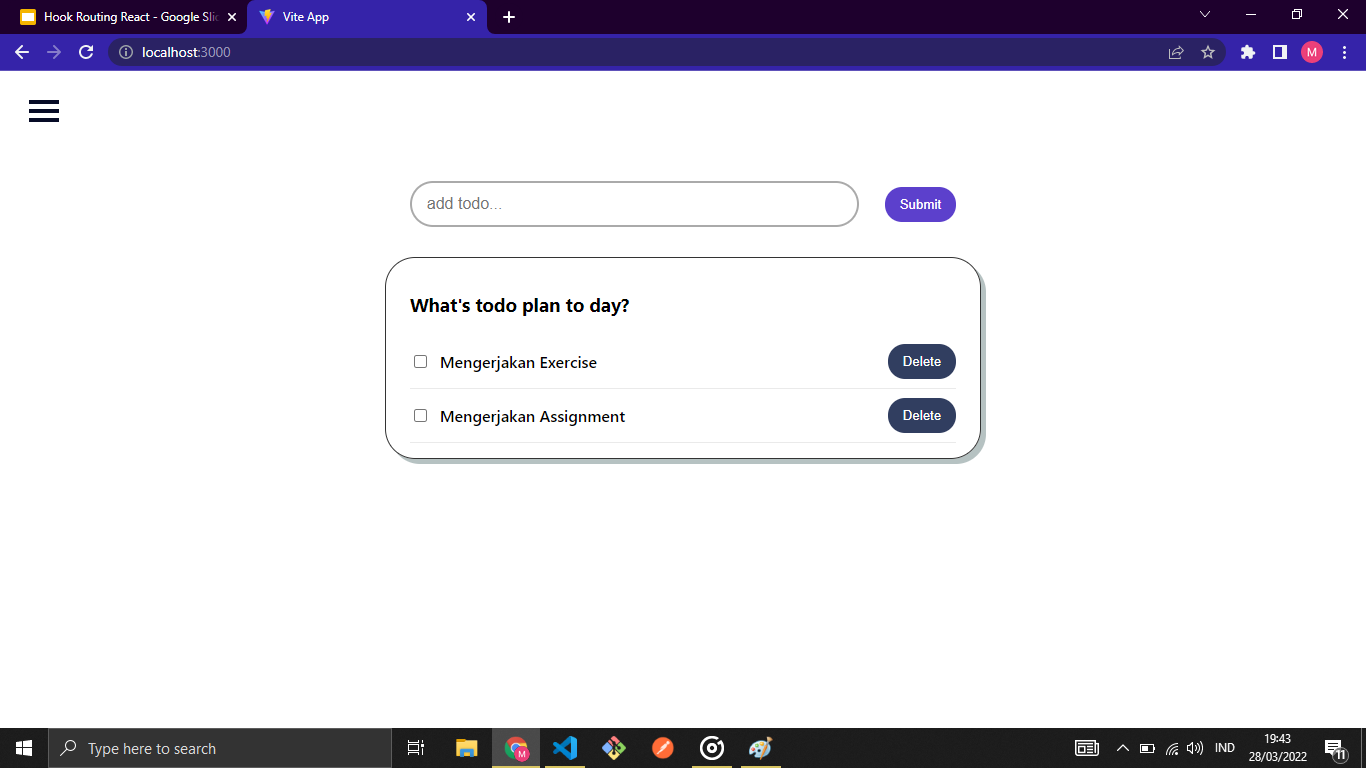 Hook Routing React - Google Slid
Vite App
localhost:3000
M
add todo...
Submit
What's todo plan to day?
Mengerjakan Exercise
Delete
Mengerjakan Assignment
Delete
Type here to search
M
IND
19:43
28/03/2022
11